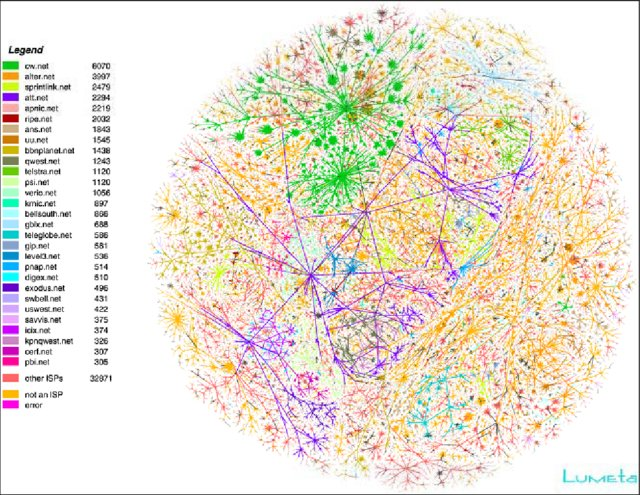 Legend
cw.net 6070
alter.net 3997
sprintlink.net 2479
att.net 2294
apnic.net 2219
ripe.net 2032
ans.net 1843
uu.net 1545
bbnplanet.net 1438
qwest.net 1243
telstra.net 1120
psi.net 1120
verio.net 1056
krnic.net 897
bellsouth.net 866
gblx.net 688
teleglobe.net 586
gip.net 581
level3.net 536
pnap.net 514
digex.net 510
exodus.net 496
swbell.net 431
uswest.net 422
savvis.net 375
icix.net 374
kpnqwest.net 326
cerf.net 307
pbi.net 305
other ISPs 32871
not an ISP
error
Lumeta